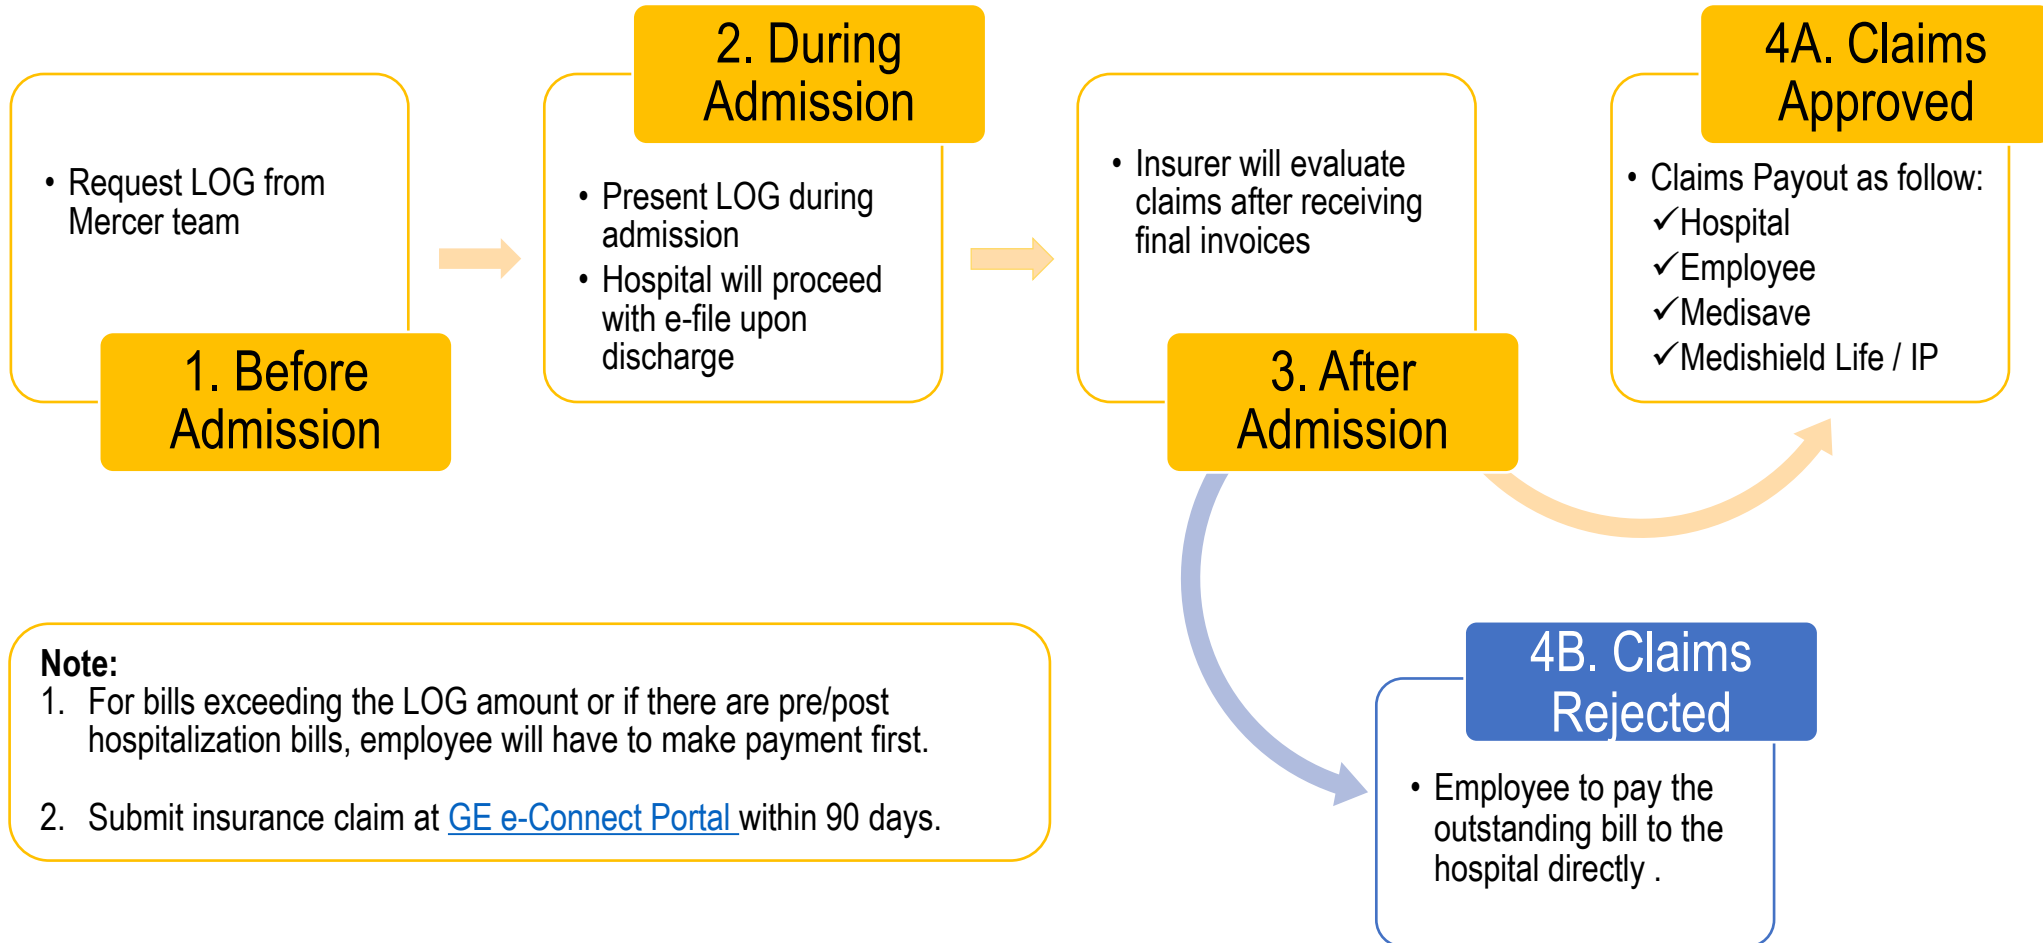 • Request LOG from
Mercer team
1. Before
Admission
2. During
Admission
• Present LOG during
admission
• Hospital will proceed
with e-file upon
discharge
• Insurer will evaluate
claims after receiving
final invoices
3. After
Admission
4A. Claims
Approved
• Claims Payout as follow:
✓Hospital
✓Employee
✓Medisave
✓Medishield Life / IP
4B. Claims
Rejected
• Employee to pay the
outstanding bill to the
hospital directly .
Note:
1. For bills exceeding the LOG amount or if there are pre/post
hospitalization bills, employee will have to make payment first.
2. Submit insurance claim at GE e-Connect Portal within 90 days.